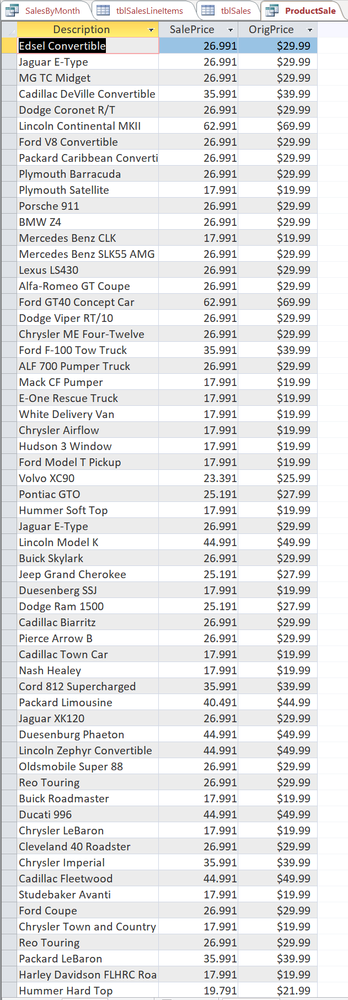 SalesByMonth tblSalesLineItems tblSales ProductSale
Description SalePrice OrigPrice
Edsel Convertible 26.991 $29.99
Jaguar E-Type 26.991 $29.99
MG TC Midget 26.991 $29.99
Cadillac DeVille Convertible 35.991 $39.99
Dodge Coronet R/T 26.991 $29.99
Lincoln Continental MKII 62.991 $69.99
Ford V8 Convertible 26.991 $29.99
Packard Caribbean Converti 26.991 $29.99
Plymouth Barracuda 26.991 $29.99
Plymouth Satellite 17.991 $19.99
Porsche 911 26.991 $29.99
BMW Z4 26.991 $29.99
Mercedes Benz CLK 17.991 $19.99
Mercedes Benz SLK55 AMG 26.991 $29.99
Lexus LS430 26.991 $29.99
Alfa-Romeo GT Coupe 26.991 $29.99
Ford GT40 Concept Car 62.991 $69.99
Dodge Viper RT/10 26.991 $29.99
Chrysler ME Four-Twelve 26.991 $29.99
Ford F-100 Tow Truck 35.991 $39.99
ALF 700 Pumper Truck 26.991 $29.99
Mack CF Pumper 17.991 $19.99
E-One Rescue Truck 17.991 $19.99
White Delivery Van 17.991 $19.99
Chrysler Airflow 17.991 $19.99
Hudson 3 Window 17.991 $19.99
Ford Model T Pickup 17.991 $19.99
Volvo XC90 23.391 $25.99
Pontiac GTO 25.191 $27.99
Hummer Soft Top 17.991 $19.99
Jaguar E-Type 26.991 $29.99
Lincoln Model K 44.991 $49.99
Buick Skylark 26.991 $29.99
Jeep Grand Cherokee 25.191 $27.99
Duesenberg SSJ 17.991 $19.99
Dodge Ram 1500 25.191 $27.99
Cadillac Biarritz 26.991 $29.99
Pierce Arrow B 26.991 $29.99
Cadillac Town Car 17.991 $19.99
Nash Healey 17.991 $19.99
Cord 812 Supercharged 35.991 $39.99
Packard Limousine 40.491 $44.99
Jaguar XK120 26.991 $29.99
Duesenburg Phaeton 44.991 $49.99
Lincoln Zephyr Convertible 44.991 $49.99
Oldsmobile Super 88 26.991 $29.99
Reo Touring 26.991 $29.99
Buick Roadmaster 17.991 $19.99
Ducati 996 44.991 $49.99
Chrysler LeBaron 17.991 $19.99
Cleveland 40 Roadster 26.991 $29.99
Chrysler Imperial 35.991 $39.99
Cadillac Fleetwood 44.991 $49.99
Studebaker Avanti 17.991 $19.99
Ford Coupe 26.991 $29.99
Chrysler Town and Country 17.991 $19.99
Reo Touring 26.991 $29.99
Packard LeBaron 35.991 $39.99
Harley Davidson FLHRC Roa 17.991 $19.99
Hummer Hard Top 19.791 $21.99